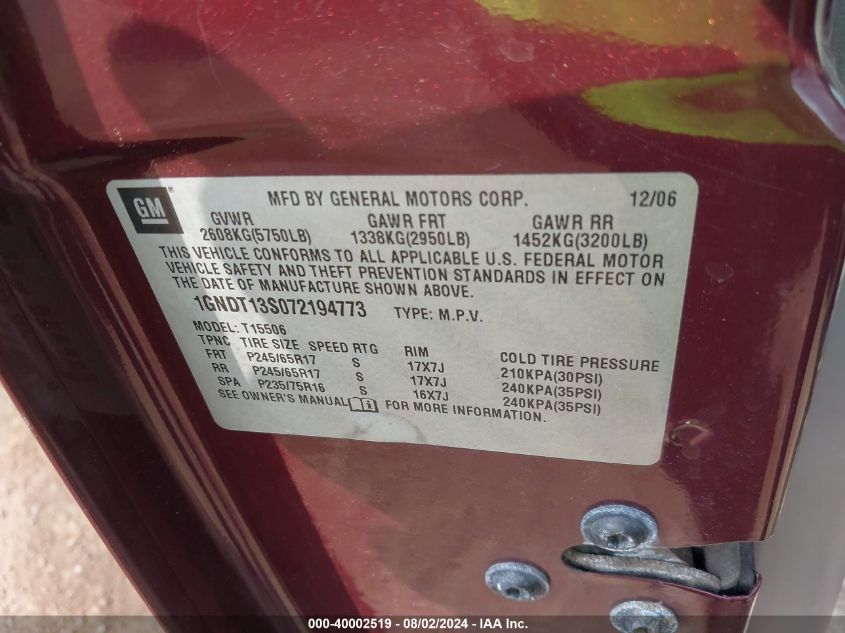 GM ® MFD BY GENERAL MOTORS CORP. 12/06
GVWR GAWR FRT GAWR RR
2608KG(5750LB) 1338KG(2950LB) 1452KG(3200LB)
THIS VEHICLE CONFORMS TO ALL APPLICABLE U.S. FEDERAL MOTOR
VEHICLE SAFETY AND THEFT PREVENTION STANDARDS IN EFFECT ON
THE DATE OF MANUFACTURE SHOWN ABOVE.
1GNDT13S072194773 TYPE: M.P.V.
MODEL: T15506
TPNC TIRE SIZE SPEED RTG RIM COLD TIRE PRESSURE
FRT P245/65R17 S 17X7J 210KPA(30PSI)
RR P245/65R17 S 17X7J 240KPA(35PSI)
SPA P235/75R16 S 16X7J 240KPA(35PSI)
SEE OWNER'S MANUAL FOR MORE INFORMATION.
000-40002519 - 08/02/2024 - IAA Inc.